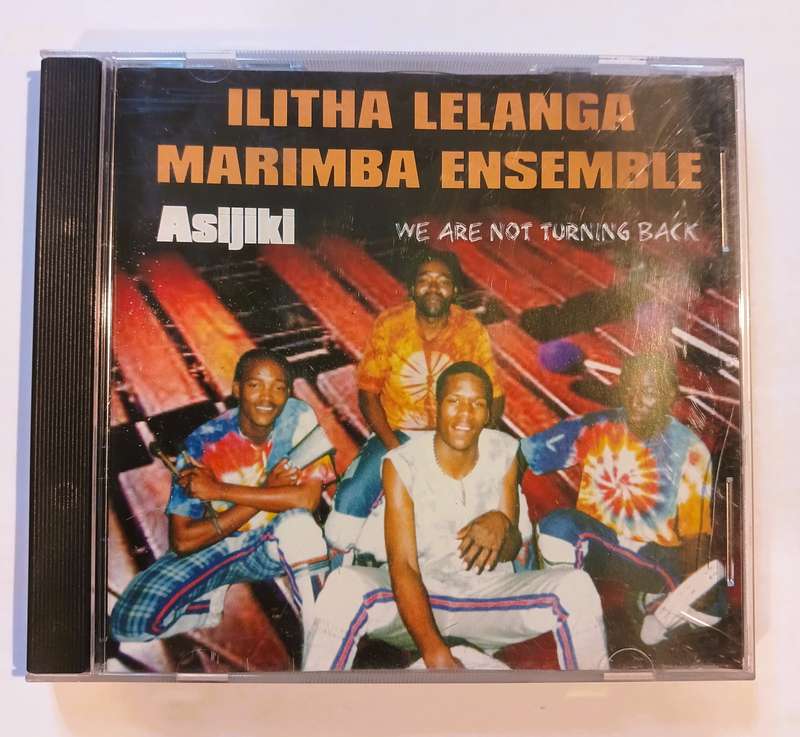 ILITHA LELANGA
MARIMBA ENSEMBLE
Asijiki
WE ARE NOT TURNING BACK